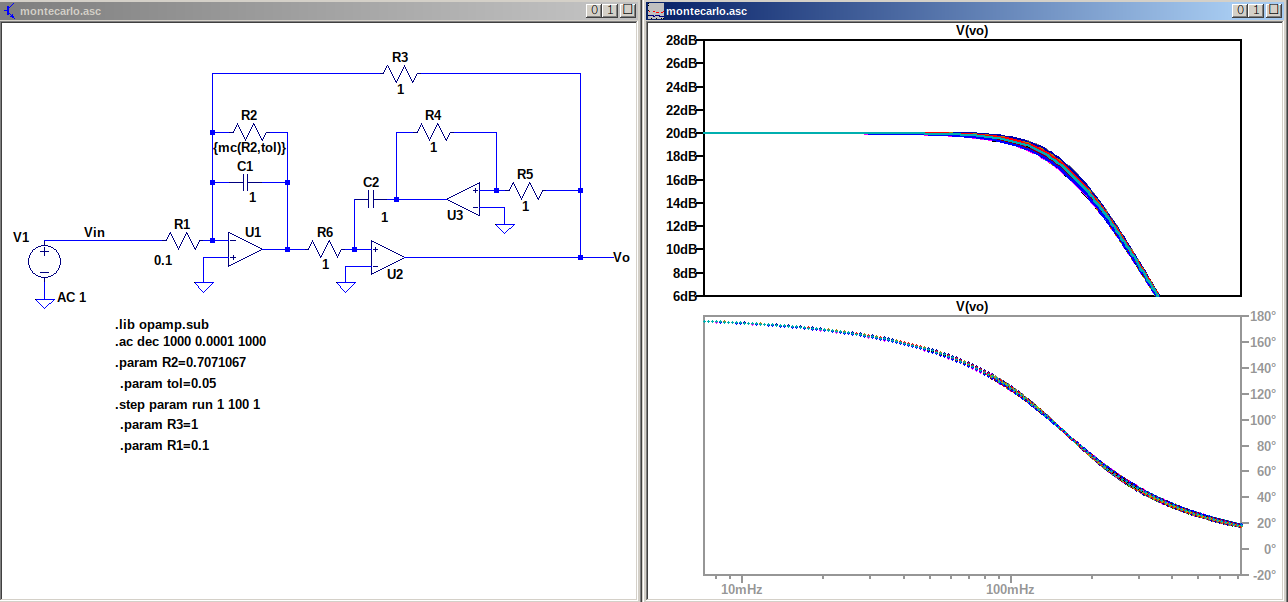 montecarlo.asc
0 1
R3
1
R2
{mc(R2,tol)}
C1
1
R4
1
R5
1
C2
1
U3
V1
Vin
R1
0.1
U1
R6
1
U2
Vo
AC 1
.lib opamp.sub
.ac dec 1000 0.0001 1000
.param R2=0.7071067
.param tol=0.05
.step param run 1 100 1
.param R3=1
.param R1=0.1
montecarlo.asc
0 1
V(vo)
28dB
26dB
24dB
22dB
20dB
18dB
16dB
14dB
12dB
10dB
8dB
6dB
V(vo)
180°
160°
140°
120°
100°
80°
60°
40°
20°
0°
-20°
10mHz 100mHz